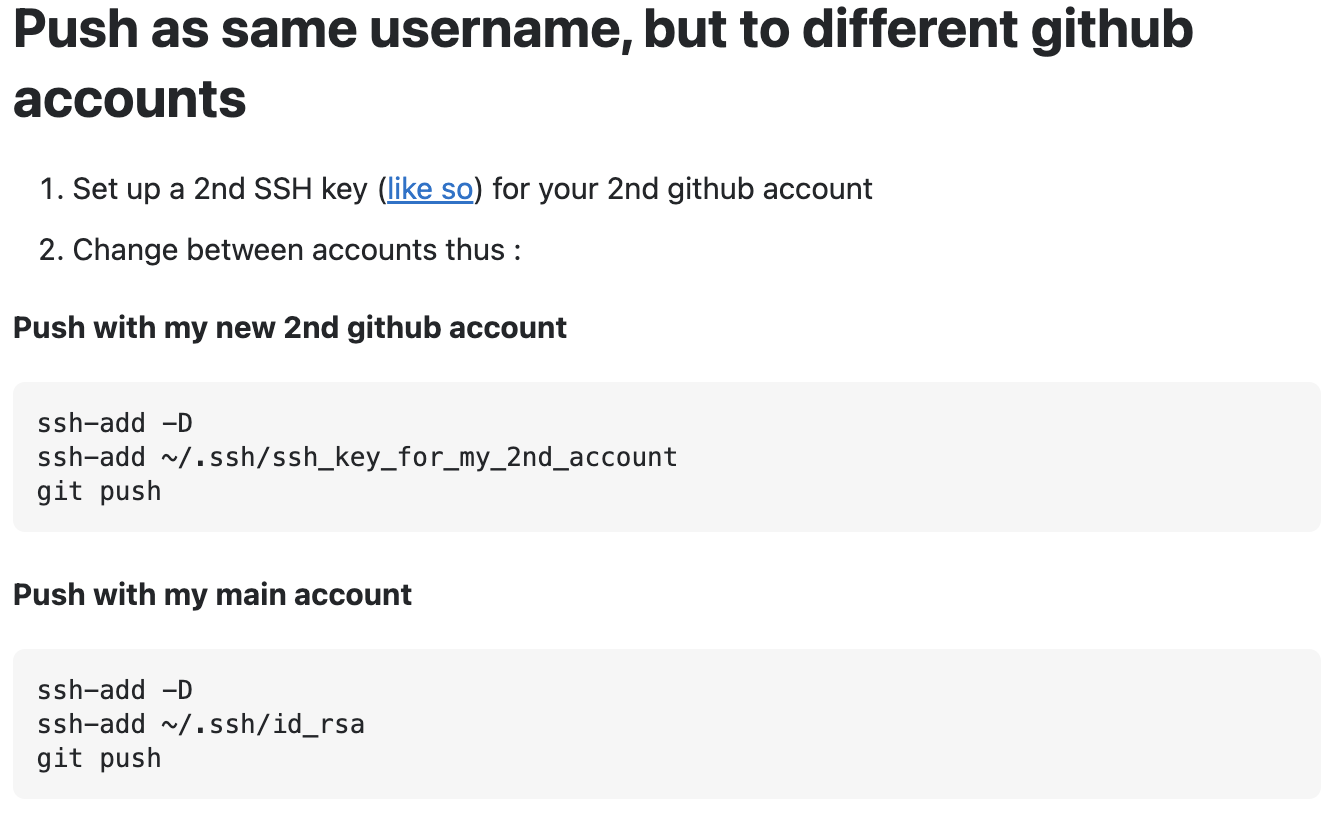 Push as same username, but to different github
accounts
1. Set up a 2nd SSH key (like so) for your 2nd github account
2. Change between accounts thus :
Push with my new 2nd github account
ssh-add -D
ssh-add ~/.ssh/ssh_key_for_my_2nd_account
git push
Push with my main account
ssh-add -D
ssh-add ~/.ssh/id_rsa
git push